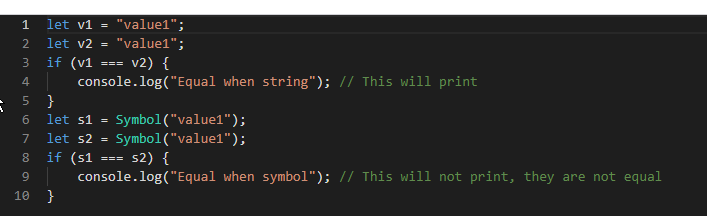 1 let v1 = "value1";
2 let v2 = "value1";
3 if (v1 === v2) {
4     console.log("Equal when string"); // This will print
5 }
6 let s1 = Symbol("value1");
7 let s2 = Symbol("value1");
8 if (s1 === s2) {
9     console.log("Equal when symbol"); // This will not print, they are not equal
10 }